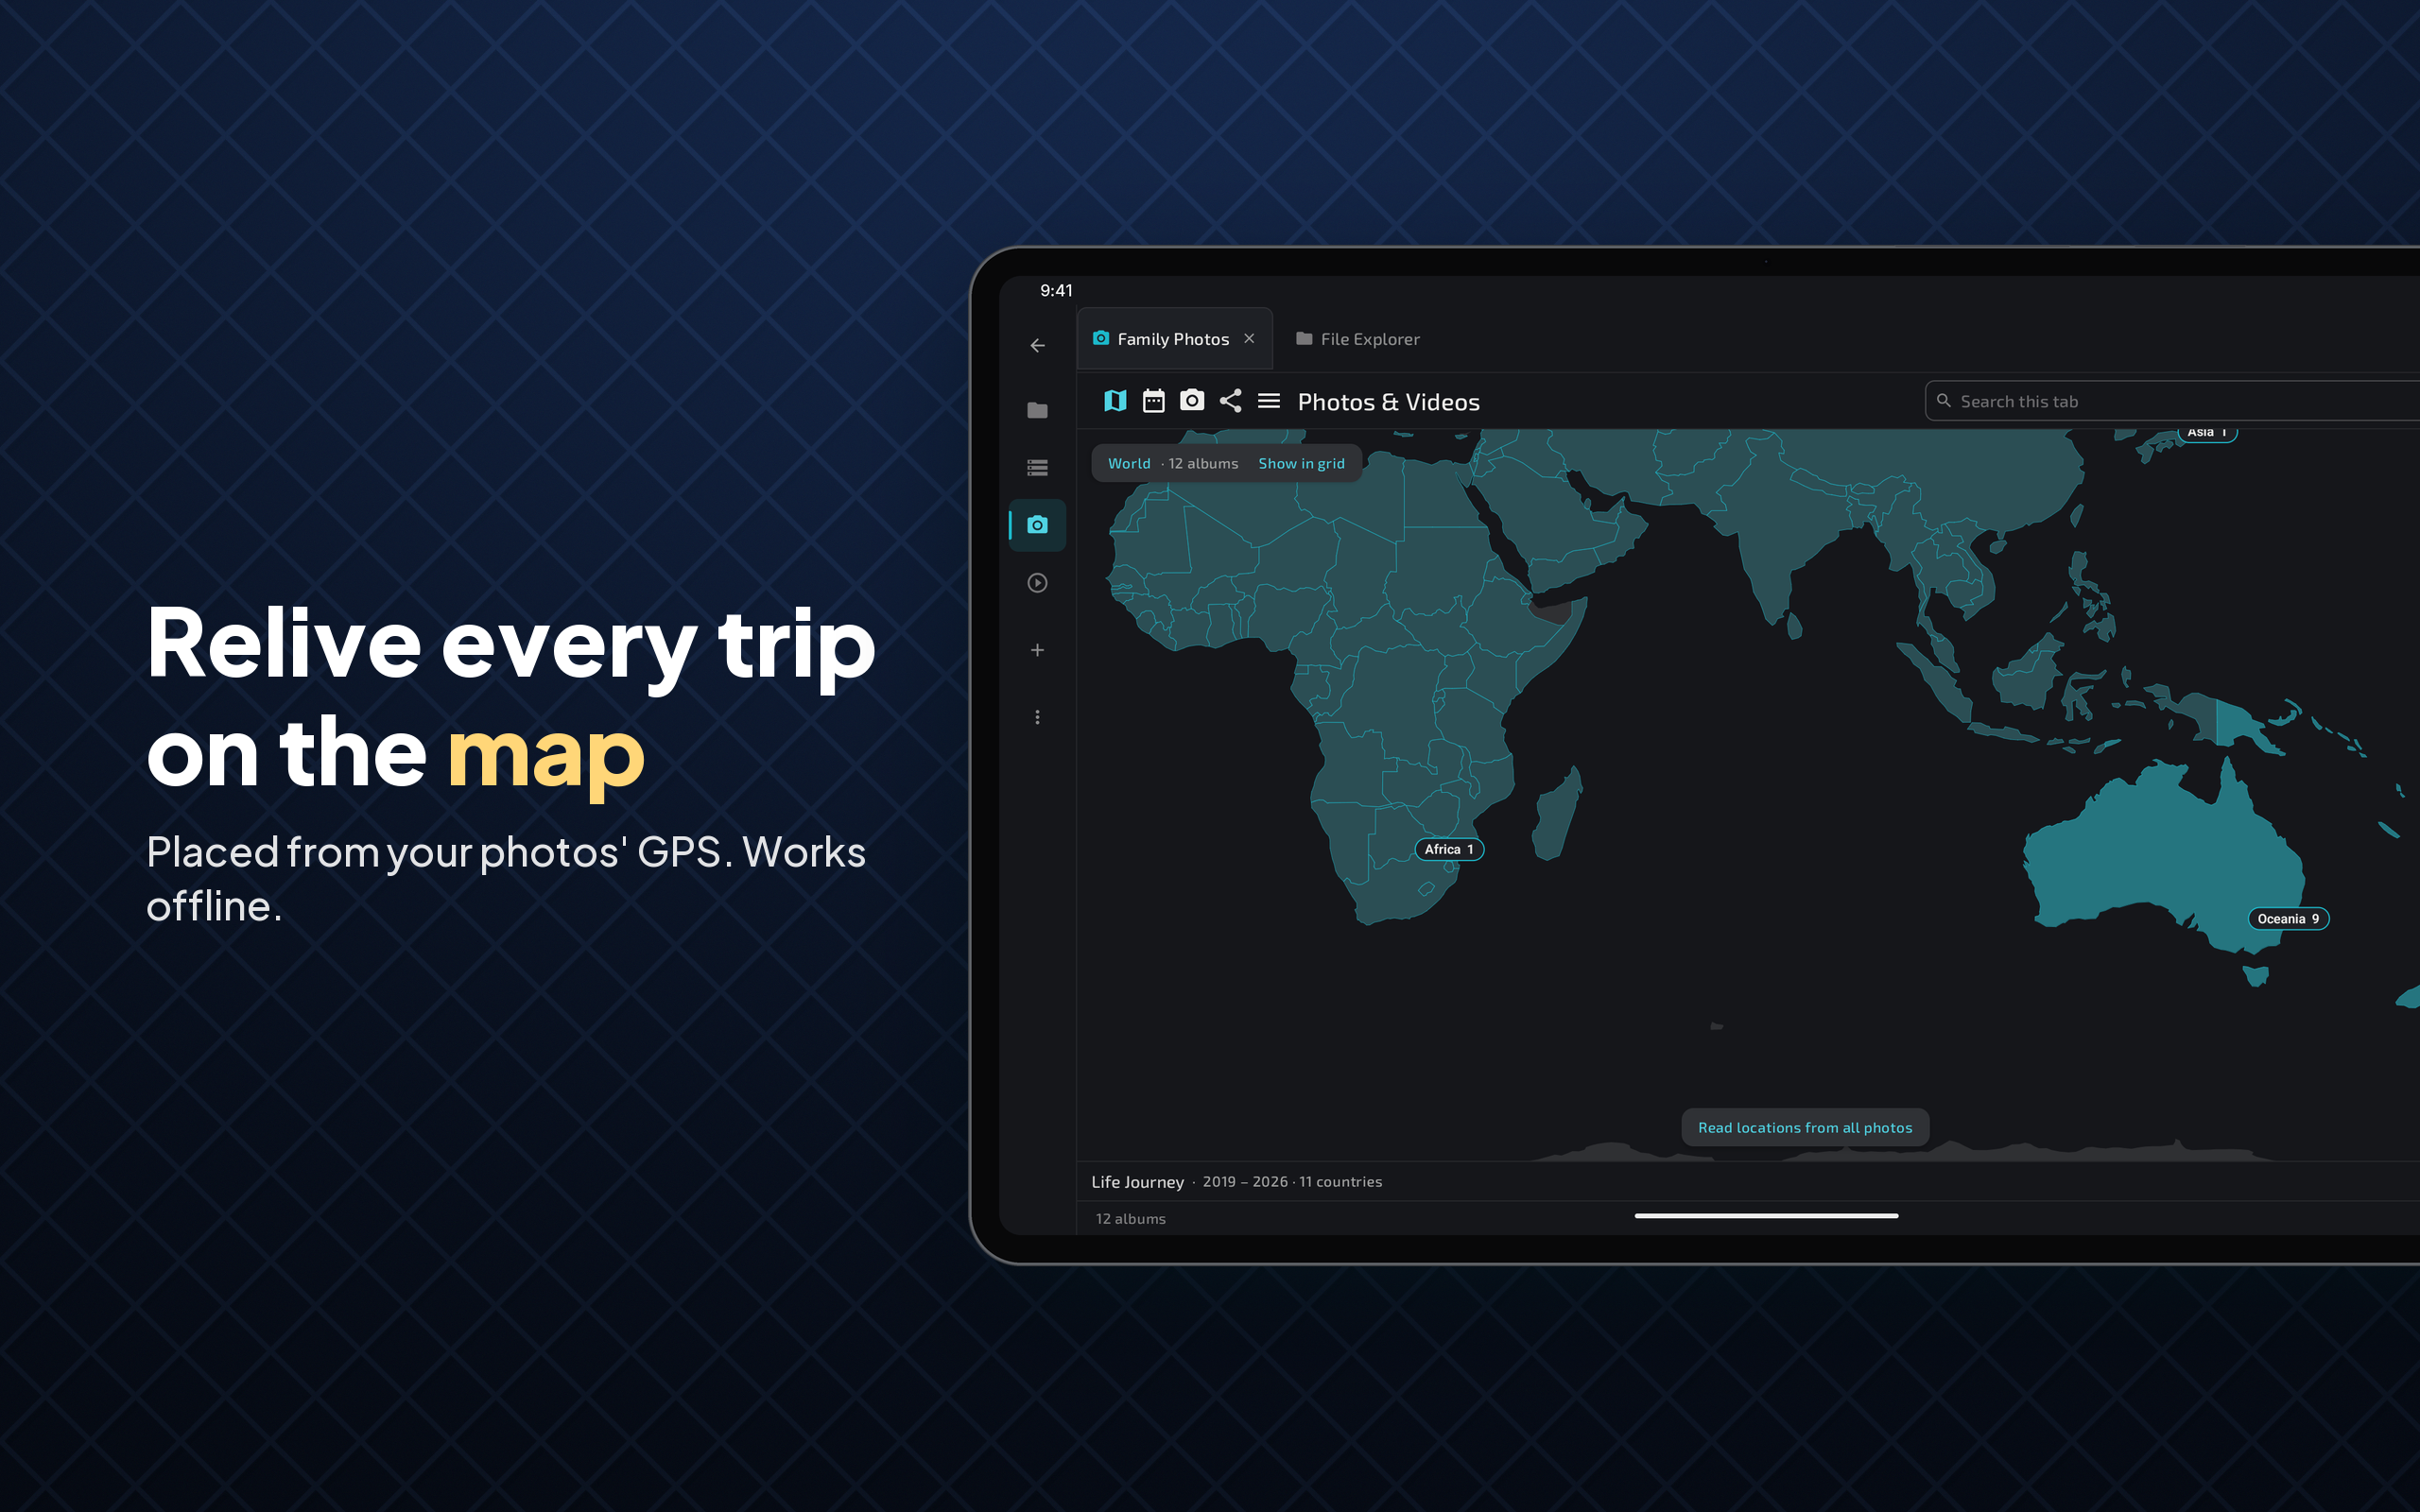 Relive every trip
on the map
Placed from your photos' GPS. Works
offline.
9:41
Family Photos
File Explorer
Photos & Videos
Search this tab
World · 12 albums Show in grid
Asia 1
Africa 1
Oceania 9
Read locations from all photos
Life Journey · 2019 – 2026 · 11 countries
12 albums